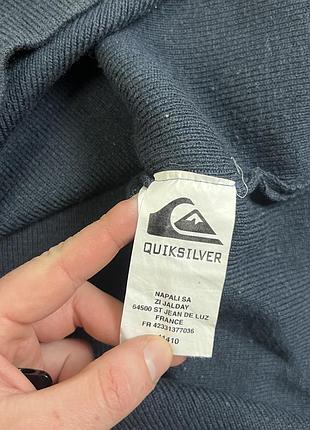 QUIKSILVER
NAPALI SA
ZI JALDAY
64500 ST JEAN DE LUZ
FRANCE
FR 42331377036